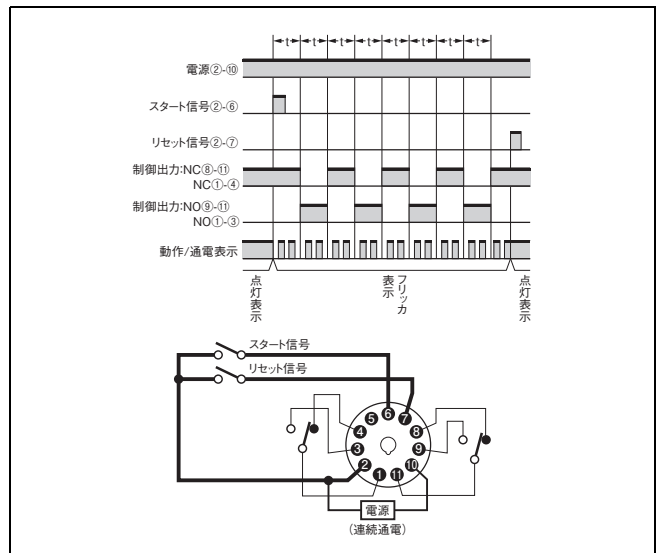 t t t t t t t t
電源②-⑩
スタート信号②-⑥
リセット信号②-⑦
制御出力:NC⑧-⑪
NC①-④
制御出力:NO⑨-⑪
NO①-③
動作/通電表示
点灯表示
フリッカ
表示
点灯表示
スタート信号
リセット信号
5 6 7
4 8
3 9
2 10
1 11
電源
(連続通電)